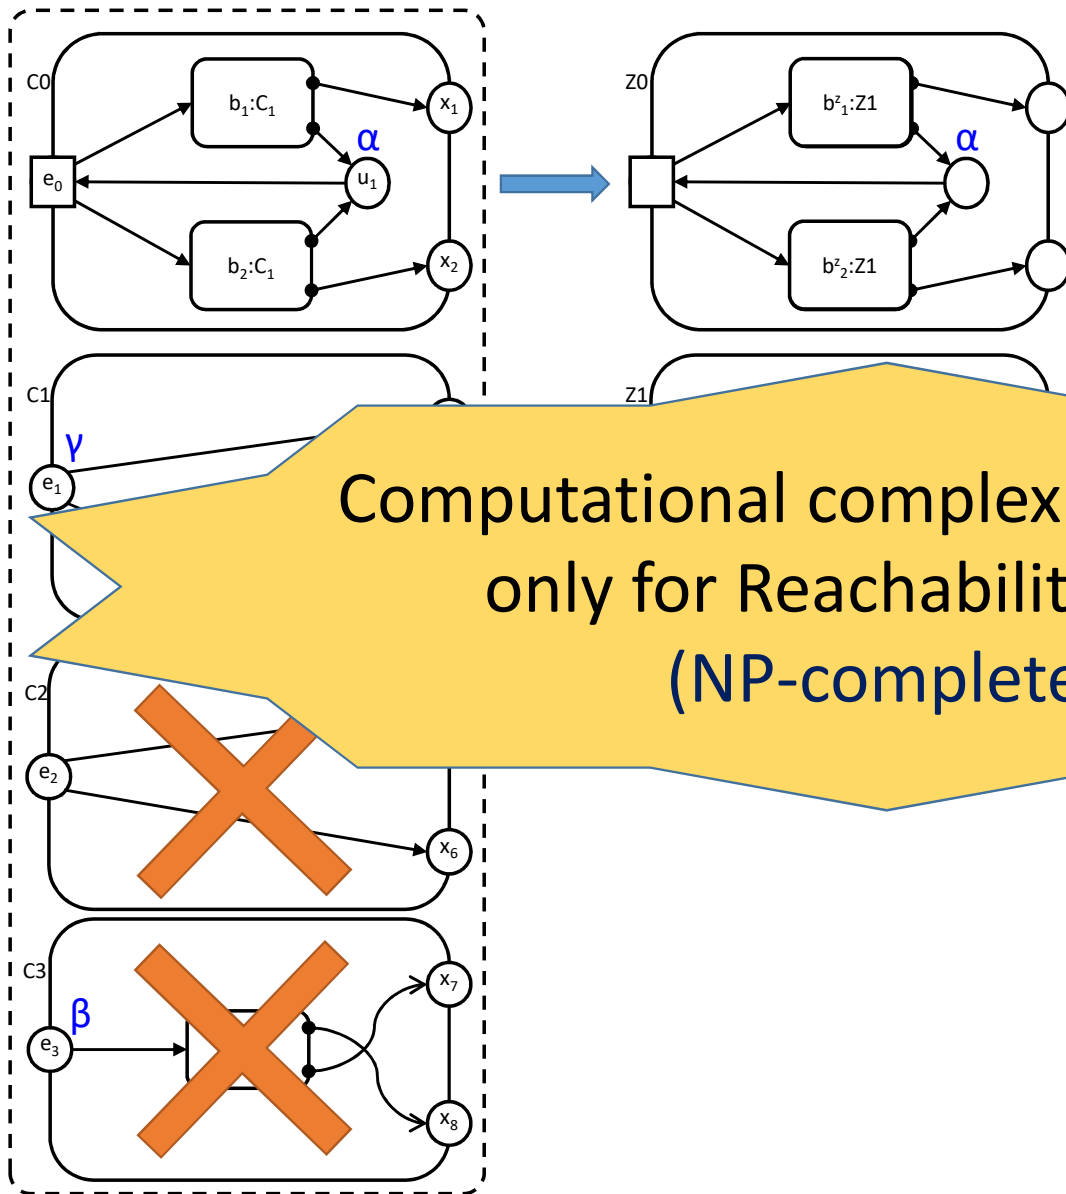 C0
b₁:C₁
x₁
α
e₀
u₁
b₂:C₁
x₂
Z0
bᶻ₁:Z1
α
bᶻ₂:Z1
C1
γ
e₁
Z1
Computational complex
only for Reachabilit
(NP-complete
C2
e₂
x₆
C3
x₇
β
e₃
x₈